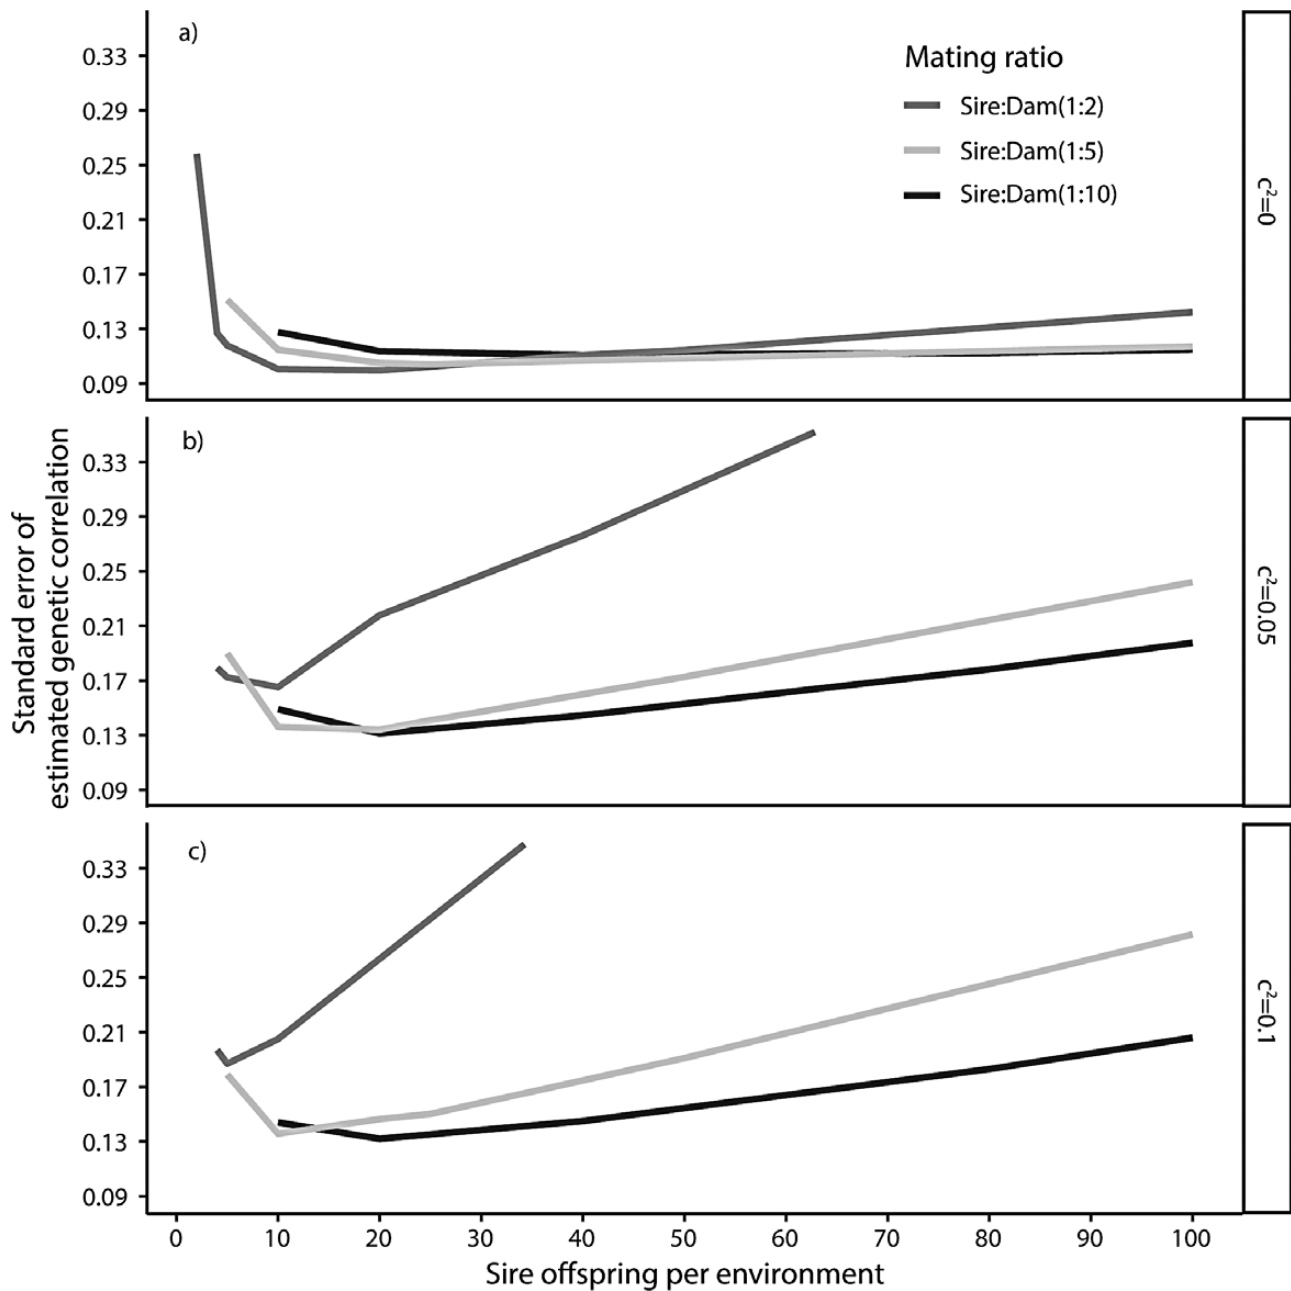 a)
Mating ratio
Sire:Dam(1:2)
Sire:Dam(1:5)
Sire:Dam(1:10)
0.33
0.29
0.25
0.21
0.17
0.13
0.09
c²=0
b)
0.33
0.29
0.25
0.21
0.17
0.13
0.09
c²=0.05
Standard error of
estimated genetic correlation
c)
0.33
0.29
0.25
0.21
0.17
0.13
0.09
c²=0.1
0 10 20 30 40 50 60 70 80 90 100
Sire offspring per environment